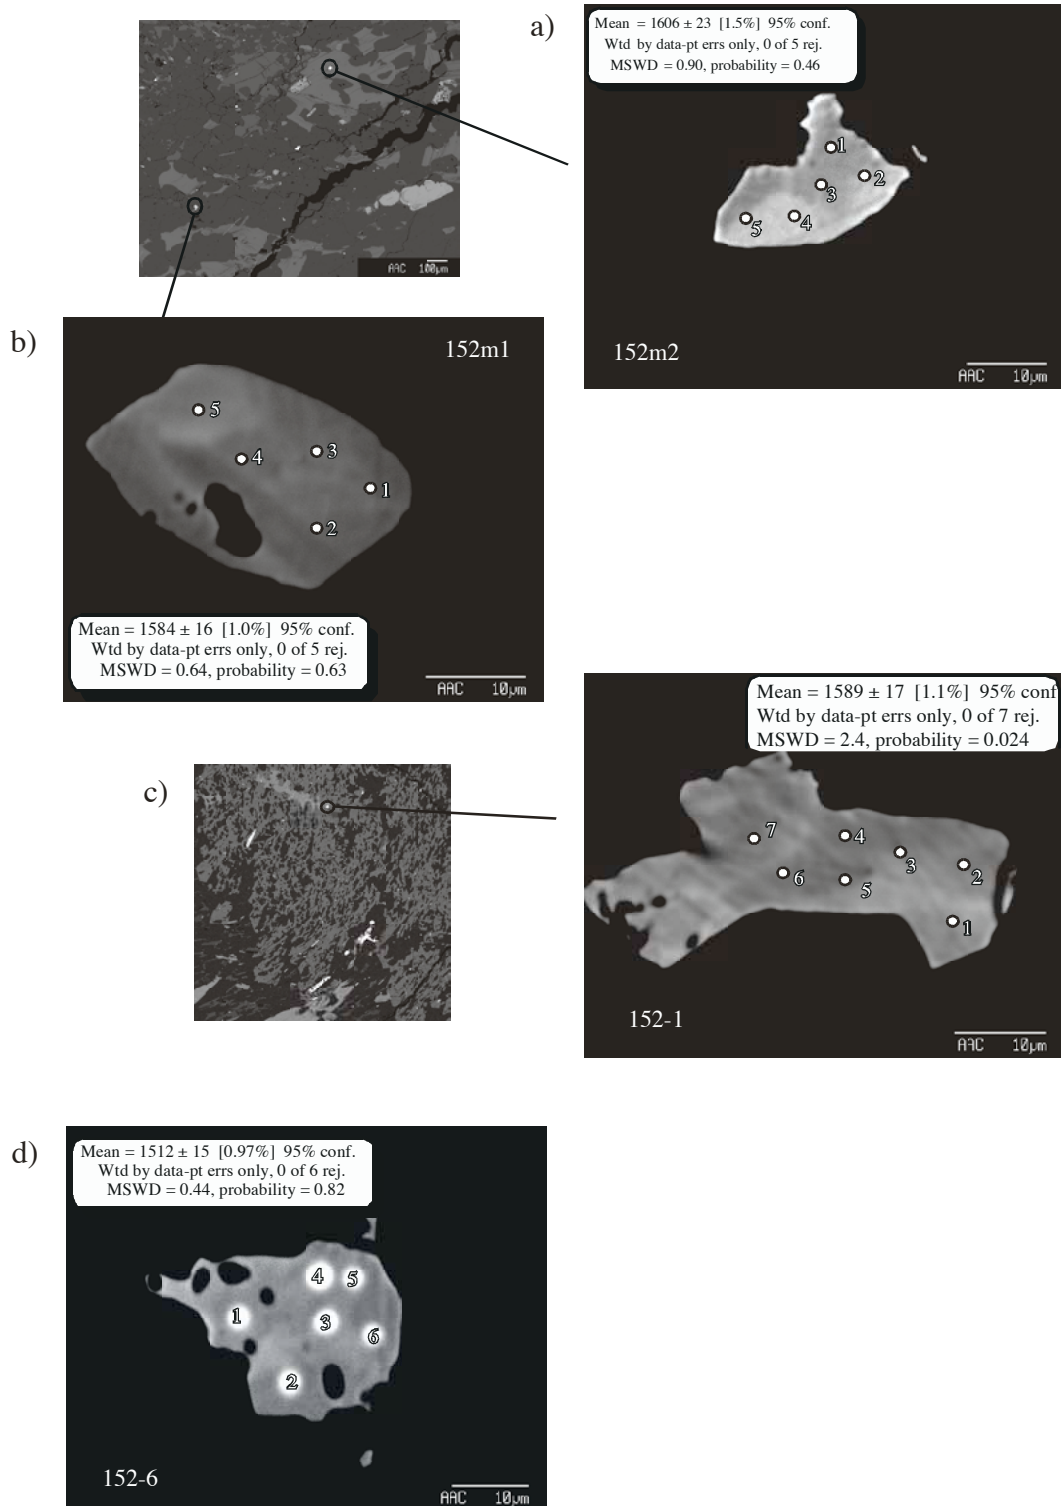 a)
Mean = 1606 ± 23 [1.5%] 95% conf.
Wtd by data-pt errs only, 0 of 5 rej.
MSWD = 0.90, probability = 0.46
1
2
3
4
5
152m2
AAC 10µm
AAC 100µm
b)
152m1
5
4
3
1
2
Mean = 1584 ± 16 [1.0%] 95% conf.
Wtd by data-pt errs only, 0 of 5 rej.
MSWD = 0.64, probability = 0.63
AAC 10µm
c)
Mean = 1589 ± 17 [1.1%] 95% conf
Wtd by data-pt errs only, 0 of 7 rej.
MSWD = 2.4, probability = 0.024
7
4
3
2
6
5
1
152-1
AAC 10µm
d)
Mean = 1512 ± 15 [0.97%] 95% conf.
Wtd by data-pt errs only, 0 of 6 rej.
MSWD = 0.44, probability = 0.82
4
5
1
3
6
2
152-6
AAC 10µm